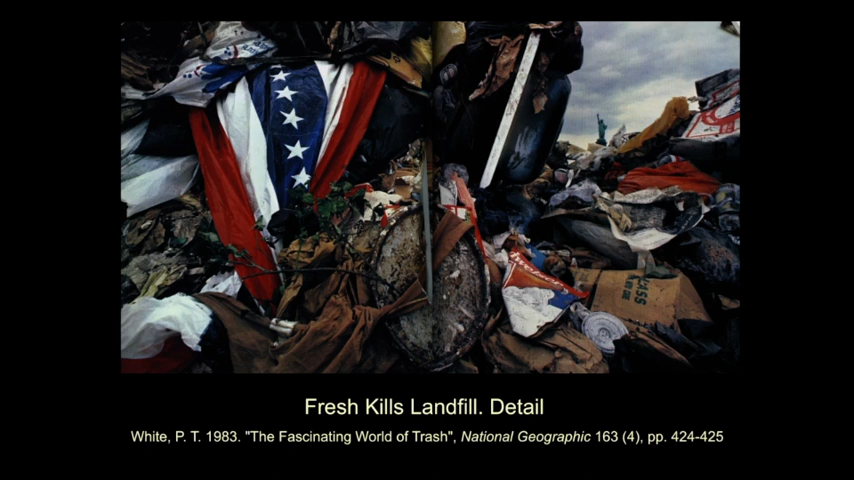 Fresh Kills Landfill. Detail
White, P. T. 1983. "The Fascinating World of Trash", National Geographic 163 (4), pp. 424-425